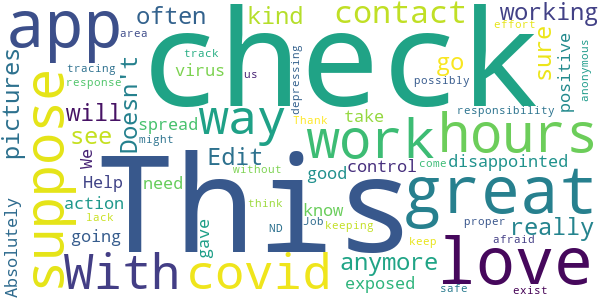 app
check
often
kind
contact
working
effort
area
tracing
track
us
response
virus
depressing
go
sure
positive
anonymous
pictures
suppose
will
Doesn't
way
possibly
responsibility
see
spread
might
Thank
take
work
hours
We
This
Edit
good
control
come
disappointed
Help
need
without
great
action
know
proper
really
Absolutely
lack
going
gave
think
ND
Job
keeping
afraid
With
covid
anymore
exposed
keep
love
safe
exist